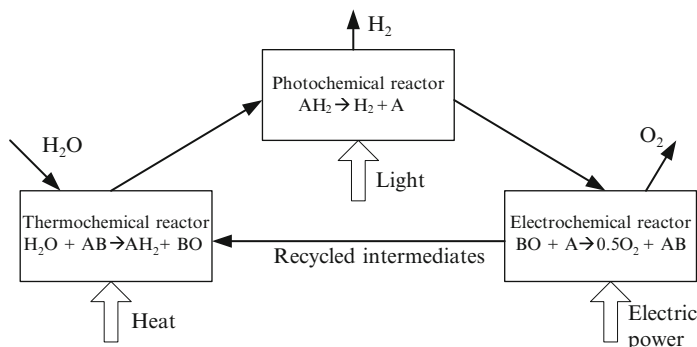 H₂
Photochemical reactor
AH₂→H₂ + A
H₂O
O₂
Light
Thermochemical reactor
H₂O + AB→AH₂+ BO
Electrochemical reactor
BO + A→0.5O₂ + AB
Recycled intermediates
Heat
Electric
power